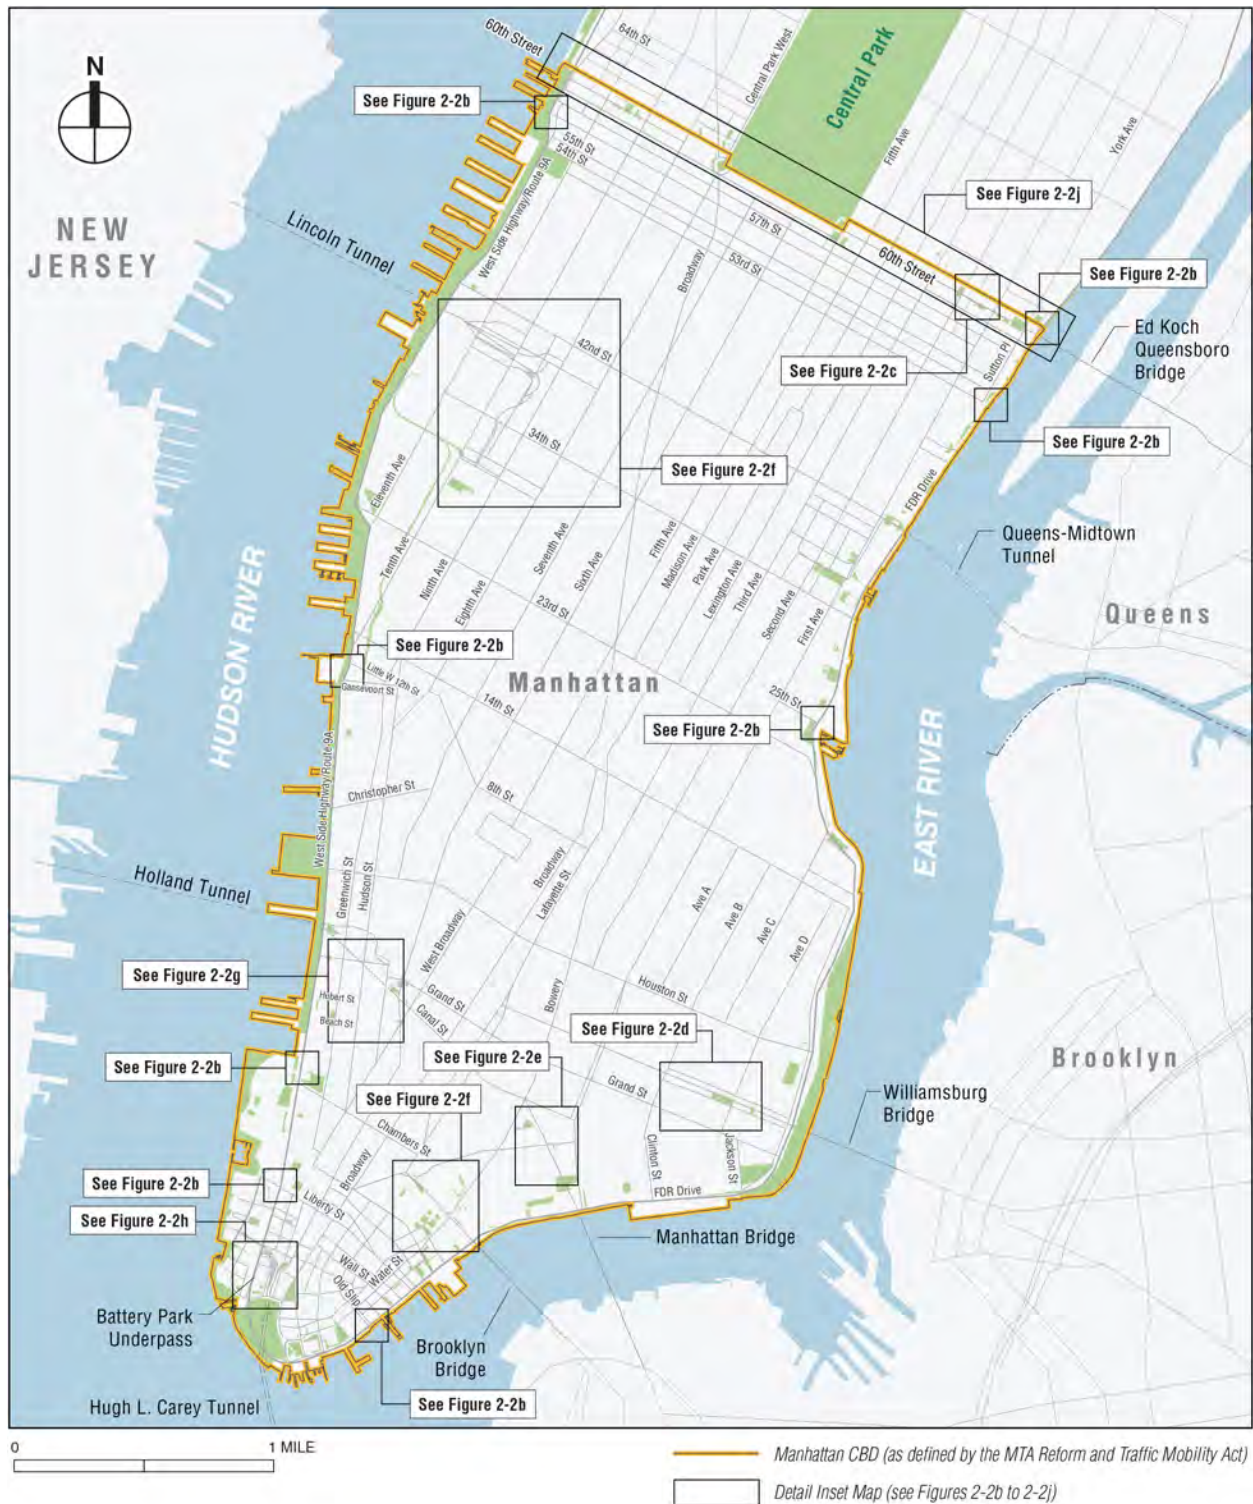 60th Street
64th St
Central Park West
Central Park
N
See Figure 2-2b
55th St
54th St
Fifth Ave
York Ave
See Figure 2-2j
NEW
JERSEY
Lincoln Tunnel
West Side Highway/Route 9A
57th St
53rd St
Broadway
60th Street
See Figure 2-2b
Ed Koch
Queensboro
Bridge
Sutton Pl
See Figure 2-2c
42nd St
See Figure 2-2b
34th St
See Figure 2-2f
Eleventh Ave
FDR Drive
Queens-Midtown
Tunnel
Tenth Ave
Ninth Ave
Eighth Ave
Seventh Ave
Sixth Ave
Fifth Ave
Madison Ave
Park Ave
Lexington Ave
Third Ave
Second Ave
First Ave
23rd St
Queens
HUDSON RIVER
See Figure 2-2b
Little W 12th St
Gansevoort St
Manhattan
14th St
25th St
See Figure 2-2b
EAST RIVER
West Side Highway/Route 9A
Christopher St
8th St
Holland Tunnel
Greenwich St
Hudson St
Broadway
Lafayette St
West Broadway
Ave A
Ave B
Ave C
Ave D
See Figure 2-2g
Hubert St
Beach St
Grand St
Canal St
Bowery
Houston St
See Figure 2-2d
See Figure 2-2e
See Figure 2-2b
Grand St
Brooklyn
Williamsburg
Bridge
See Figure 2-2f
Chambers St
Broadway
Clinton St
Jackson St
See Figure 2-2b
Liberty St
FDR Drive
See Figure 2-2h
Manhattan Bridge
Wall St
Water St
Old Slip
Battery Park
Underpass
Brooklyn
Bridge
Hugh L. Carey Tunnel
See Figure 2-2b
0 1 MILE
Manhattan CBD (as defined by the MTA Reform and Traffic Mobility Act)
Detail Inset Map (see Figures 2-2b to 2-2j)